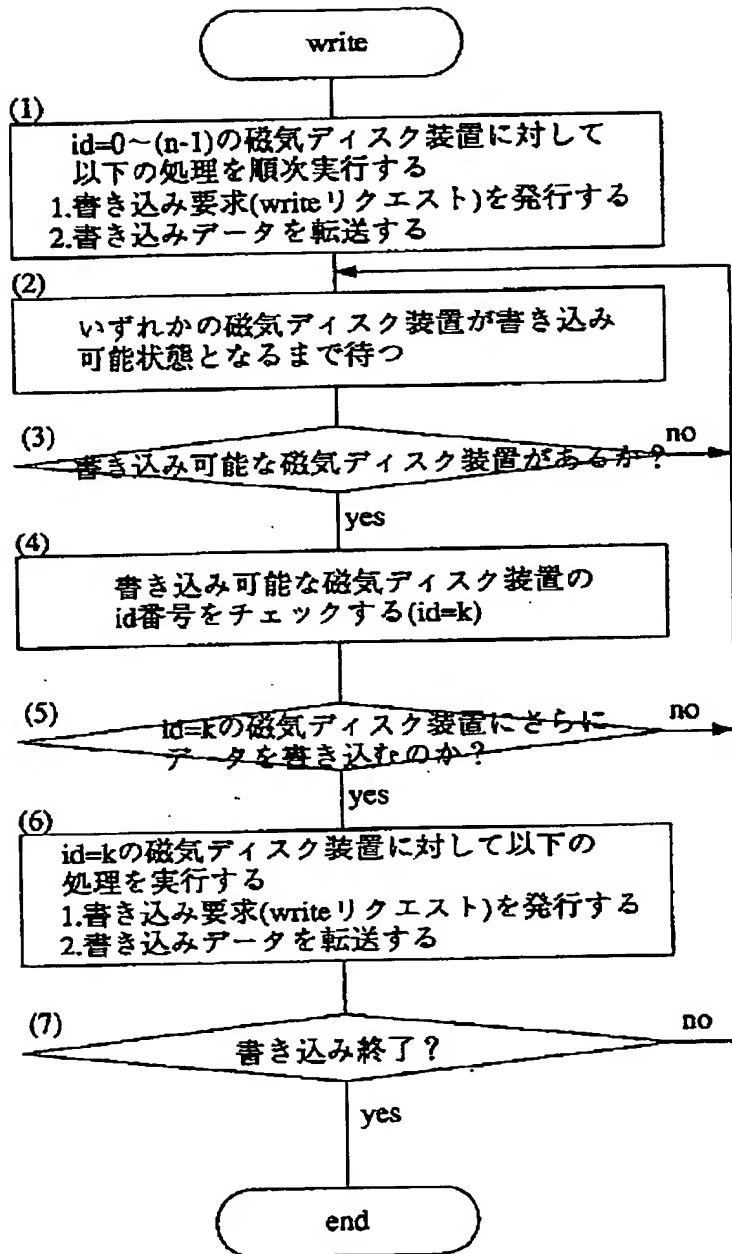 write
(1)
id=0~(n-1)の磁気ディスク装置に対して
以下の処理を順次実行する
1.書き込み要求(writeリクエスト)を発行する
2.書き込みデータを転送する
(2)
いずれかの磁気ディスク装置が書き込み
可能状態となるまで待つ
(3)
書き込み可能な磁気ディスク装置があるか?
no
yes
(4)
書き込み可能な磁気ディスク装置の
id番号をチェックする(id=k)
(5)
id=kの磁気ディスク装置にさらに
データを書き込むのか?
no
yes
(6)
id=kの磁気ディスク装置に対して以下の
処理を実行する
1.書き込み要求(writeリクエスト)を発行する
2.書き込みデータを転送する
(7)
書き込み終了?
no
yes
end